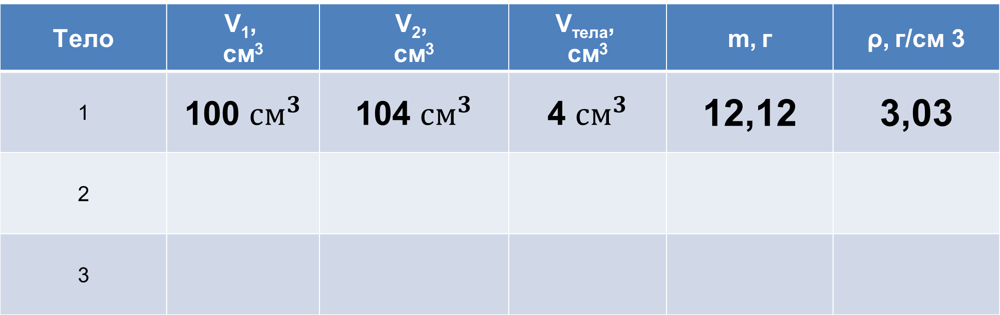 Тело
V₁,
см³
V₂,
см³
Vтела,
см³
m, г
ρ, г/см 3
1
100 см³
104 см³
4 см³
12,12
3,03
2
3